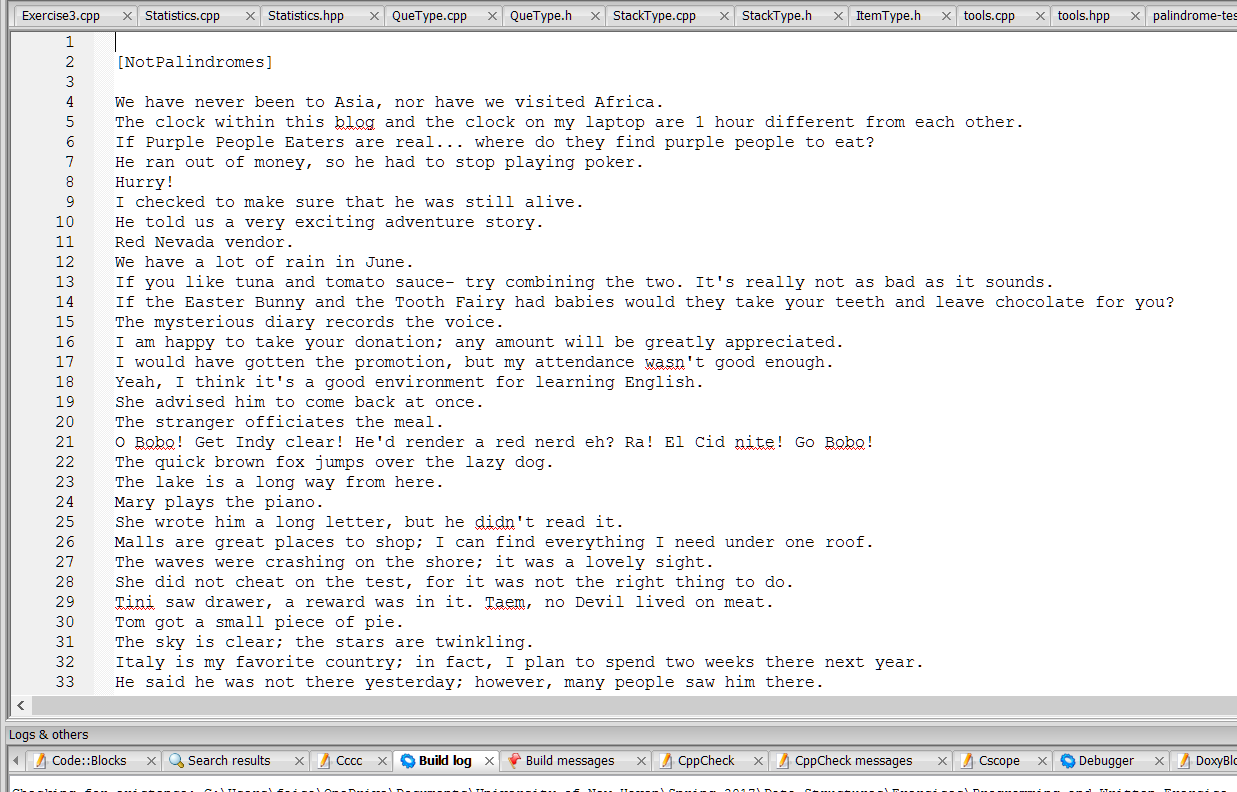 Exercise3.cpp Statistics.cpp Statistics.hpp QueType.cpp QueType.h StackType.cpp StackType.h ItemType.h tools.cpp tools.hpp palindrome-tes
1
2 [NotPalindromes]
3
4 We have never been to Asia, nor have we visited Africa.
5 The clock within this blog and the clock on my laptop are 1 hour different from each other.
6 If Purple People Eaters are real... where do they find purple people to eat?
7 He ran out of money, so he had to stop playing poker.
8 Hurry!
9 I checked to make sure that he was still alive.
10 He told us a very exciting adventure story.
11 Red Nevada vendor.
12 We have a lot of rain in June.
13 If you like tuna and tomato sauce- try combining the two. It's really not as bad as it sounds.
14 If the Easter Bunny and the Tooth Fairy had babies would they take your teeth and leave chocolate for you?
15 The mysterious diary records the voice.
16 I am happy to take your donation; any amount will be greatly appreciated.
17 I would have gotten the promotion, but my attendance wasn't good enough.
18 Yeah, I think it's a good environment for learning English.
19 She advised him to come back at once.
20 The stranger officiates the meal.
21 O Bobo! Get Indy clear! He'd render a red nerd eh? Ra! El Cid nite! Go Bobo!
22 The quick brown fox jumps over the lazy dog.
23 The lake is a long way from here.
24 Mary plays the piano.
25 She wrote him a long letter, but he didn't read it.
26 Malls are great places to shop; I can find everything I need under one roof.
27 The waves were crashing on the shore; it was a lovely sight.
28 She did not cheat on the test, for it was not the right thing to do.
29 Tini saw drawer, a reward was in it. Taem, no Devil lived on meat.
30 Tom got a small piece of pie.
31 The sky is clear; the stars are twinkling.
32 Italy is my favorite country; in fact, I plan to spend two weeks there next year.
33 He said he was not there yesterday; however, many people saw him there.
Logs & others
Code::Blocks Search results Cccc Build log Build messages CppCheck CppCheck messages Cscope Debugger DoxyBlo